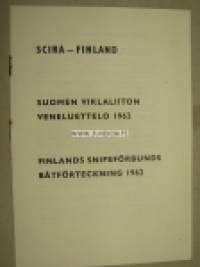 SCIRA – FINLAND
SUOMEN VIKLALIITON
VENELUETTELO 1963
FINLANDS SNIPEFÖRBUNDS
BÅTFÖRTECKNING 1963